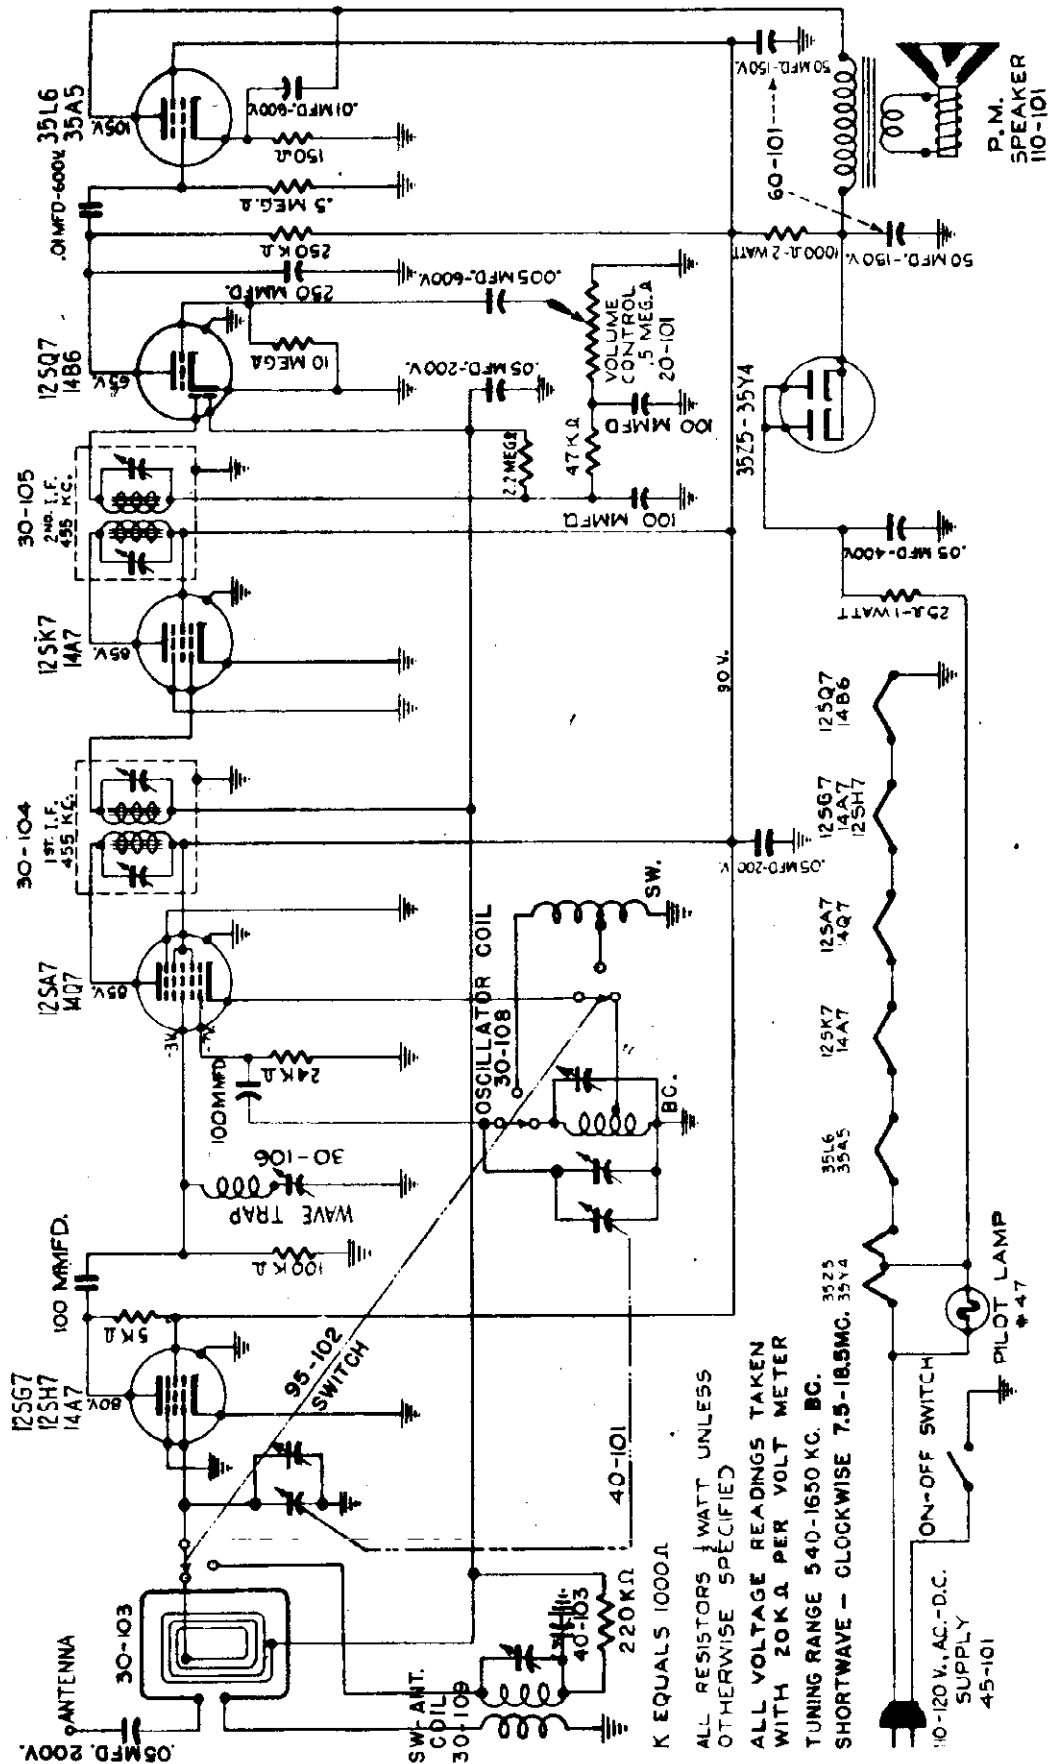 35L6
35A5
105V.
.01MFD-600V.
.01MFD-600V
150Ω
.5 MEG.Ω
250KΩ
250 MMFD.
50 MFD-150V.
60-101
1000Ω-2 WATT
50 MFD.-150V.
P.M.
SPEAKER
110-101
12SQ7
14B6
65V.
10 MEGΩ
.005MFD-600V.
VOLUME
CONTROL
.5 MEG.Ω
20-101
.05MFD-200V.
100 MMFD
47KΩ
2.2MEGΩ
100 MMFD
35Z5-35Y4
.05MFD-400V.
25Ω-1WATT
30-105
2ND. I.F.
455 KC.
12SK7
14A7
85V.
90V.
30-104
1ST. I.F.
455 KC.
.05MFD-200V.
12SA7
14Q7
85V.
-.3V.
100MMFD
24KΩ
OSCILLATOR COIL
30-108
SW.
BC.
30-106
WAVE TRAP
100 MMFD.
100KΩ
5KΩ
12SG7
12SH7
14A7
80V.
95-102
SWITCH
40-101
30-103
ANTENNA
.05MFD.200V.
SW-ANT.
COIL
30-109
40-103
220KΩ
K EQUALS 1000Ω
ALL RESISTORS ½ WATT UNLESS
OTHERWISE SPECIFIED
ALL VOLTAGE READINGS TAKEN
WITH 20KΩ PER VOLT METER
TUNING RANGE 540-1650 KC. BC.
SHORTWAVE - CLOCKWISE 7.5-18.5MC.
35Z5
35Y4
35L6
35A5
12SK7
14A7
12SA7
14Q7
12SG7
14A7
12SH7
12SQ7
14B6
PILOT LAMP
#47
ON-OFF SWITCH
110-120 V., AC.-D.C.
SUPPLY
45-101